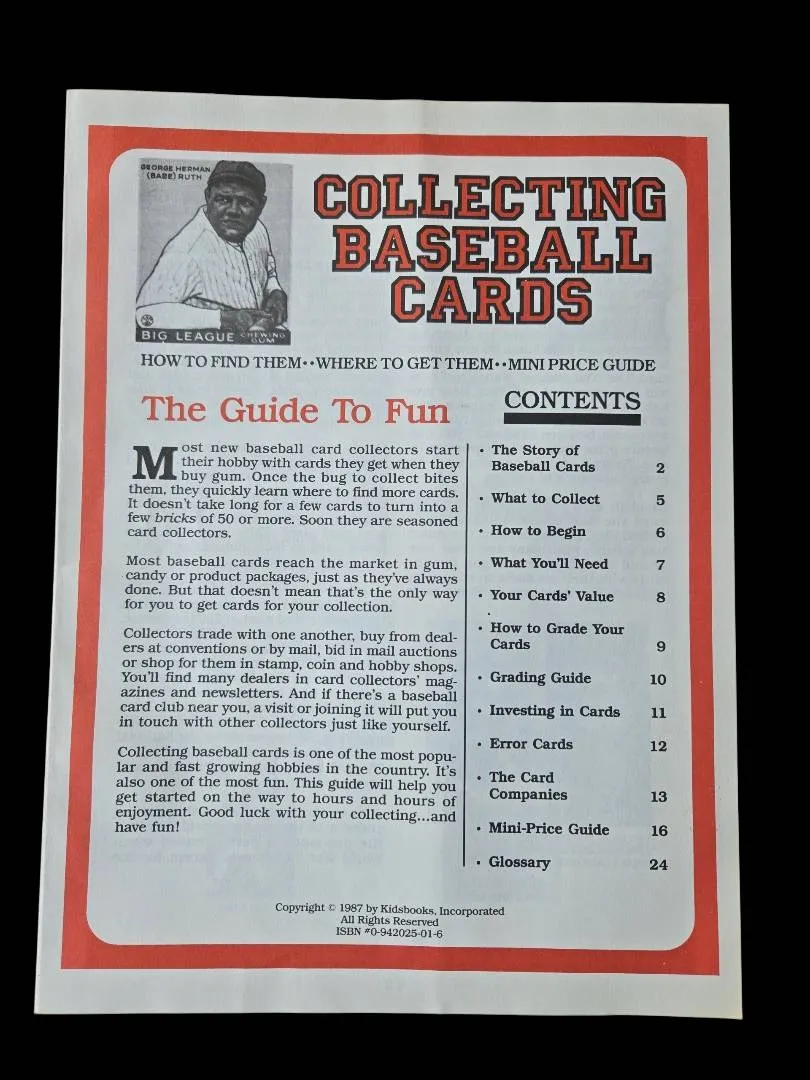 GEORGE HERMAN
(BABE) RUTH
BIG LEAGUE CHEWING
GUM
COLLECTING
BASEBALL
CARDS
HOW TO FIND THEM··WHERE TO GET THEM··MINI PRICE GUIDE
The Guide To Fun
Most new baseball card collectors start
their hobby with cards they get when they
buy gum. Once the bug to collect bites
them, they quickly learn where to find more cards.
It doesn't take long for a few cards to turn into a
few bricks of 50 or more. Soon they are seasoned
card collectors.
Most baseball cards reach the market in gum,
candy or product packages, just as they've always
done. But that doesn't mean that's the only way
for you to get cards for your collection.
Collectors trade with one another, buy from deal-
ers at conventions or by mail, bid in mail auctions
or shop for them in stamp, coin and hobby shops.
You'll find many dealers in card collectors' mag-
azines and newsletters. And if there's a baseball
card club near you, a visit or joining it will put you
in touch with other collectors just like yourself.
Collecting baseball cards is one of the most popu-
lar and fast growing hobbies in the country. It's
also one of the most fun. This guide will help you
get started on the way to hours and hours of
enjoyment. Good luck with your collecting...and
have fun!
CONTENTS
· The Story of
Baseball Cards 2
· What to Collect 5
· How to Begin 6
· What You'll Need 7
· Your Cards' Value 8
· How to Grade Your
Cards 9
· Grading Guide 10
· Investing in Cards 11
· Error Cards 12
· The Card
Companies 13
· Mini-Price Guide 16
· Glossary 24
Copyright © 1987 by Kidsbooks, Incorporated
All Rights Reserved
ISBN #0-942025-01-6